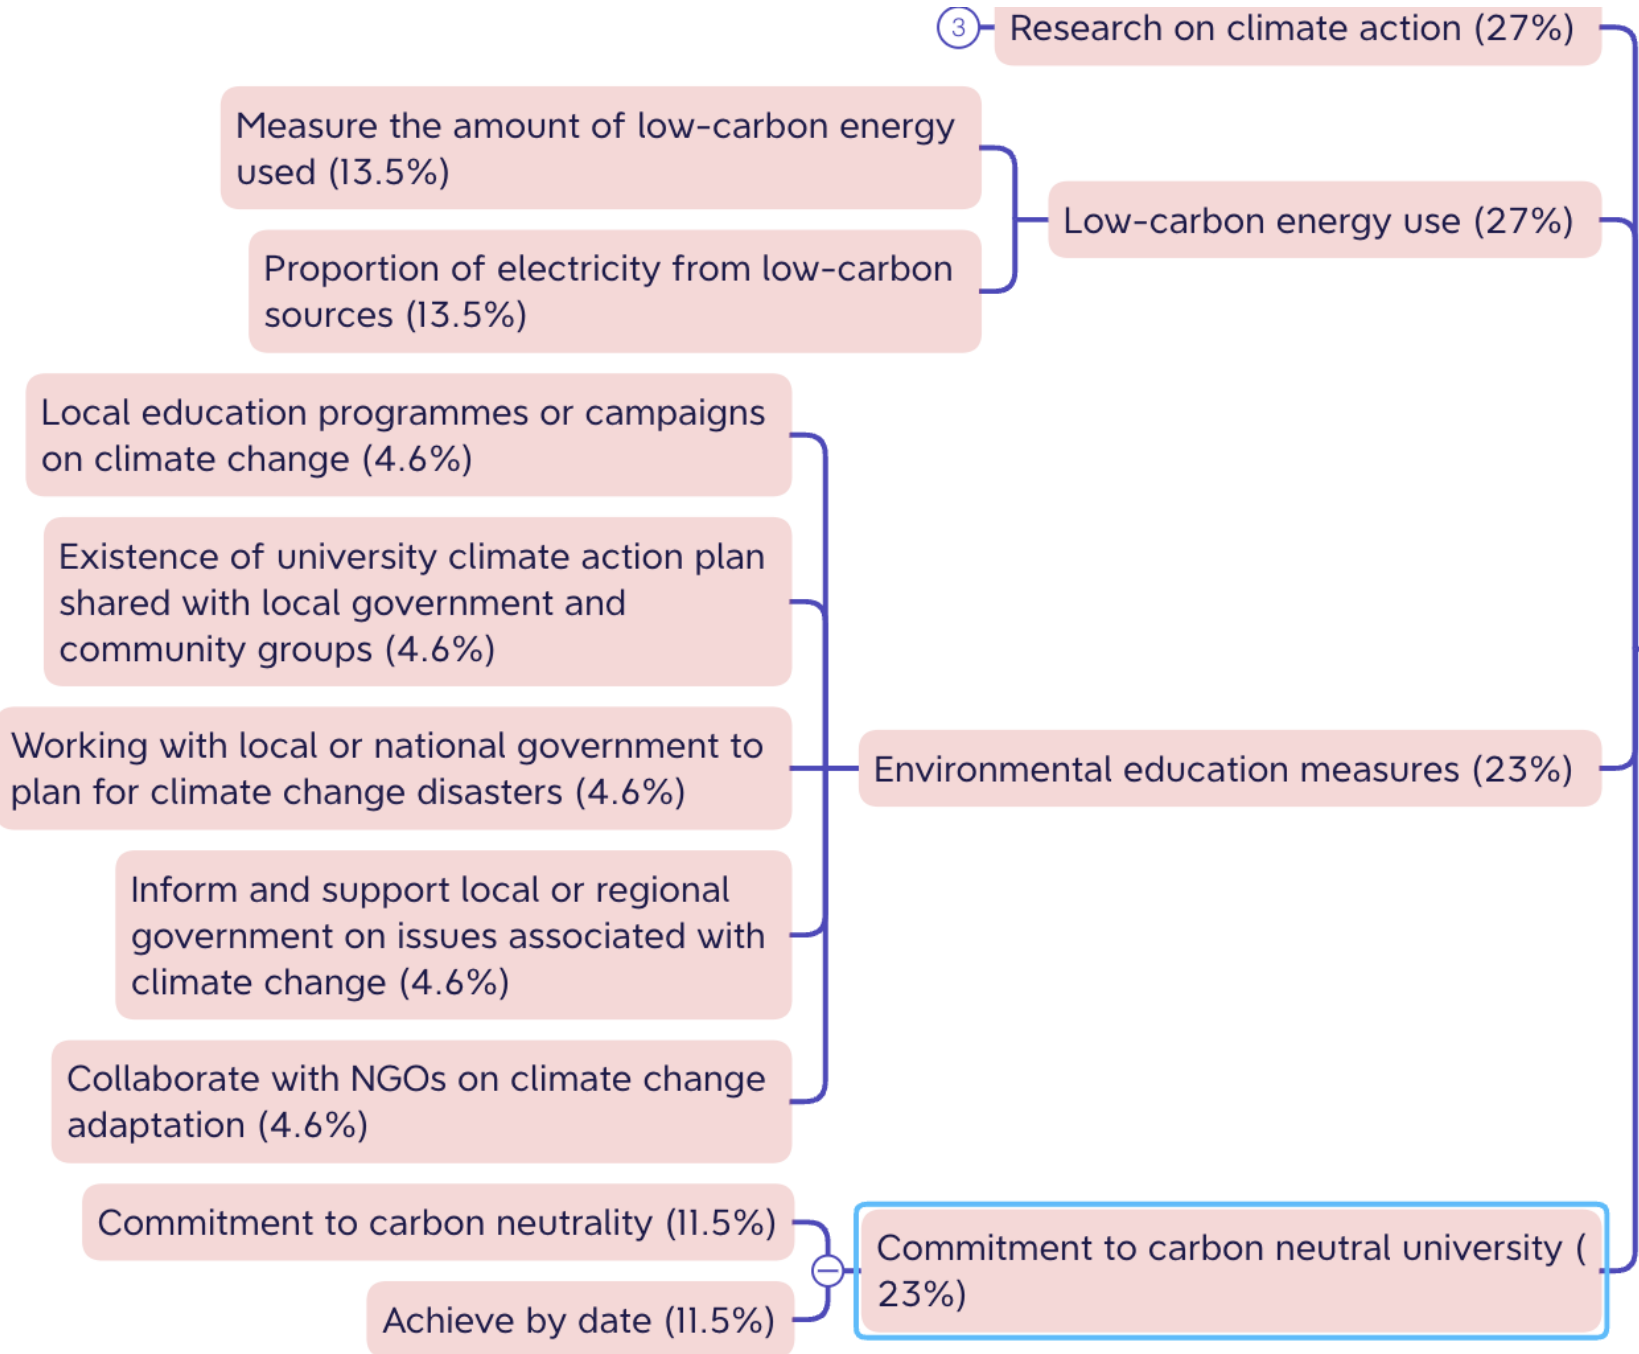 3
Research on climate action (27%)
Measure the amount of low-carbon energy
used (13.5%)
Low-carbon energy use (27%)
Proportion of electricity from low-carbon
sources (13.5%)
Local education programmes or campaigns
on climate change (4.6%)
Existence of university climate action plan
shared with local government and
community groups (4.6%)
Working with local or national government to
plan for climate change disasters (4.6%)
Environmental education measures (23%)
Inform and support local or regional
government on issues associated with
climate change (4.6%)
Collaborate with NGOs on climate change
adaptation (4.6%)
Commitment to carbon neutrality (11.5%)
Commitment to carbon neutral university (
23%)
Achieve by date (11.5%)